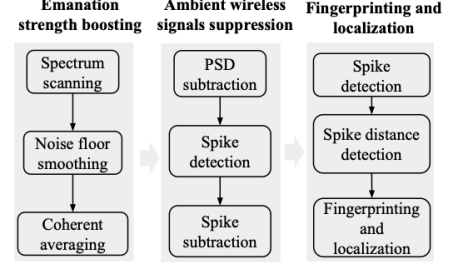 Emanation
strength boosting
Spectrum
scanning
Noise floor
smoothing
Coherent
averaging
Ambient wireless
signals suppression
PSD
subtraction
Spike
detection
Spike
subtraction
Fingerprinting and
localization
Spike
detection
Spike distance
detection
Fingerprinting
and
localization